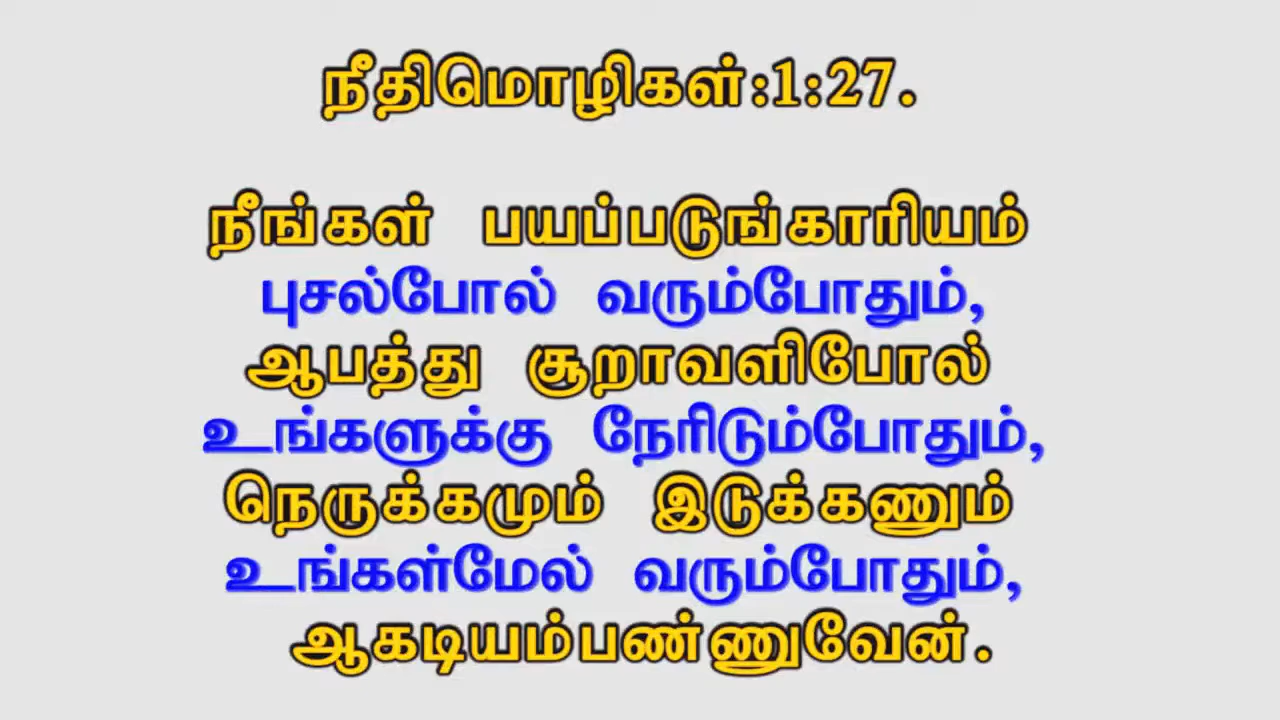 நீதிமொழிகள்:1:27.
நீங்கள் பயப்படுங்காரியம்
புசல்போல் வரும்போதும்,
ஆபத்து சூறாவளிபோல்
உங்களுக்கு நேரிடும்போதும்,
நெருக்கமும் இடுக்கணும்
உங்கள்மேல் வரும்போதும்,
ஆகடியம்பண்ணுவேன்.